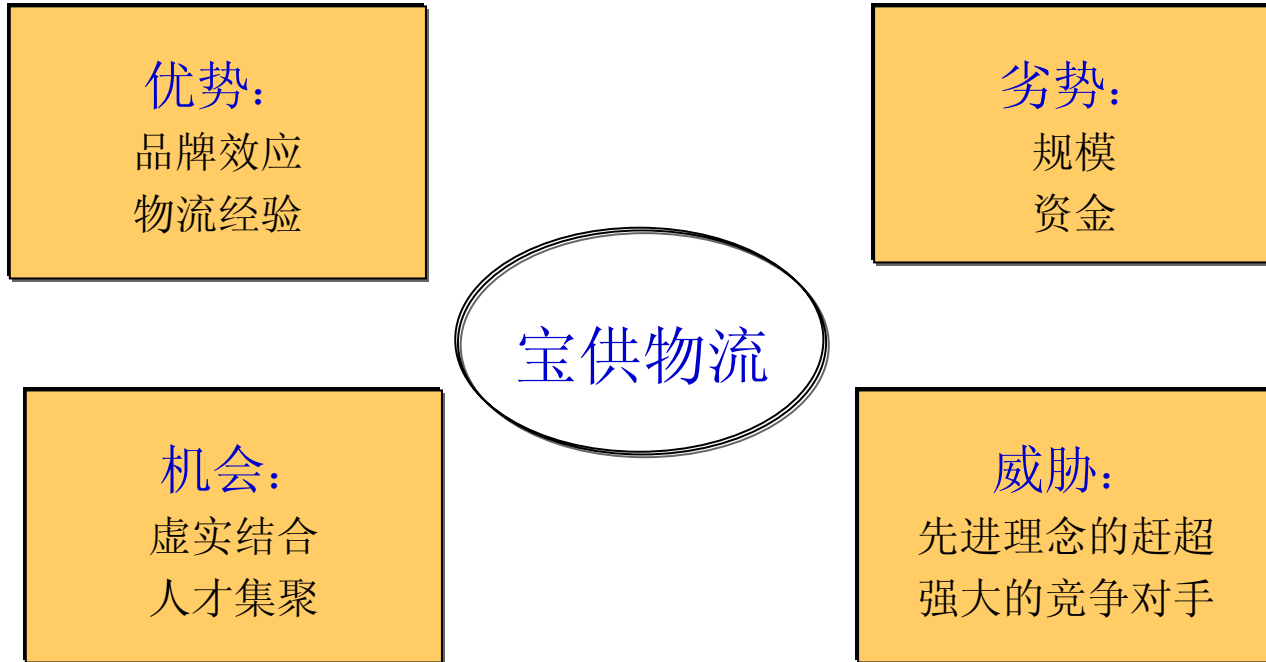 优势：
品牌效应
物流经验
劣势：
规模
资金
宝供物流
机会：
虚实结合
人才集聚
威胁：
先进理念的赶超
强大的竞争对手